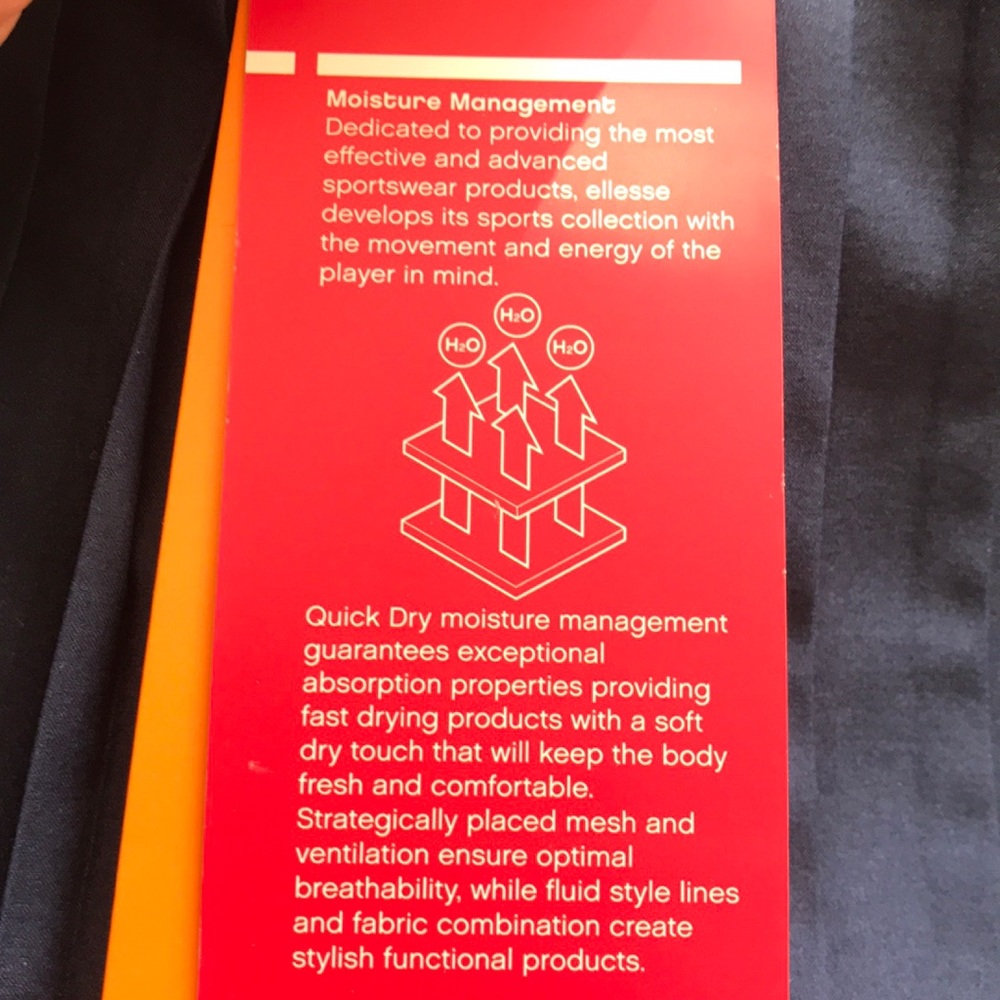 Moisture Management
Dedicated to providing the most
effective and advanced
sportswear products, ellesse
develops its sports collection with
the movement and energy of the
player in mind.
H₂O
H₂O
H₂O
Quick Dry moisture management
guarantees exceptional
absorption properties providing
fast drying products with a soft
dry touch that will keep the body
fresh and comfortable.
Strategically placed mesh and
ventilation ensure optimal
breathability, while fluid style lines
and fabric combination create
stylish functional products.